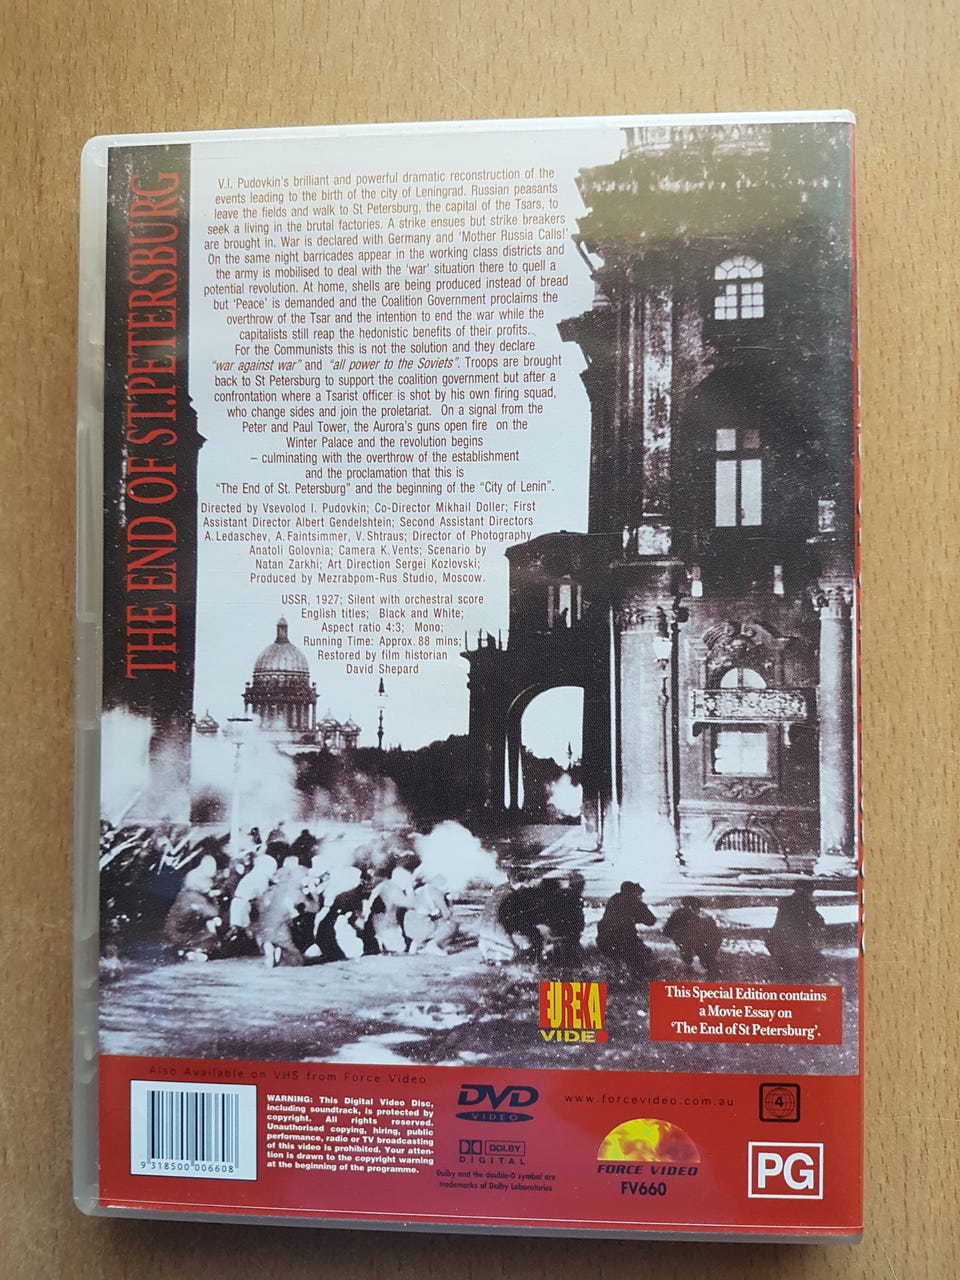 THE END OF ST.PETERSBURG
V.I. Pudovkin's brilliant and powerful dramatic reconstruction of the
events leading to the birth of the city of Leningrad. Russian peasants
leave the fields and walk to St Petersburg, the capital of the Tsars, to
seek a living in the brutal factories. A strike ensues but strike breakers
are brought in. War is declared with Germany and 'Mother Russia Calls!'
On the same night barricades appear in the working class districts and
the army is mobilised to deal with the 'war' situation there to quell a
potential revolution. At home, shells are being produced instead of bread
but 'Peace' is demanded and the Coalition Government proclaims the
overthrow of the Tsar and the intention to end the war while the
capitalists still reap the hedonistic benefits of their profits.
For the Communists this is not the solution and they declare
"war against war" and "all power to the Soviets". Troops are brought
back to St Petersburg to support the coalition government but after a
confrontation where a Tsarist officer is shot by his own firing squad,
who change sides and join the proletariat. On a signal from the
Peter and Paul Tower, the Aurora's guns open fire on the
Winter Palace and the revolution begins
– culminating with the overthrow of the establishment
and the proclamation that this is
"The End of St. Petersburg" and the beginning of the "City of Lenin".
Directed by Vsevolod I. Pudovkin; Co-Director Mikhail Doller; First
Assistant Director Albert Gendelshtein; Second Assistant Directors
A. Ledaschev, A. Faintsimmer, V. Shtraus; Director of Photography
Anatoli Golovnia; Camera K. Vents; Scenario by
Natan Zarkhi; Art Direction Sergei Kozlovski;
Produced by Mezrabpom-Rus Studio, Moscow.
USSR, 1927; Silent with orchestral score
English titles; Black and White;
Aspect ratio 4:3; Mono;
Running Time: Approx. 88 mins;
Restored by film historian
David Shepard
EUREKA
VIDEO
This Special Edition contains
a Movie Essay on
'The End of St Petersburg'.
Also Available on VHS from Force Video
9 318500 006608
WARNING: This Digital Video Disc,
including soundtrack, is protected by
copyright. All rights reserved.
Unauthorised copying, hiring, public
performance, radio or TV broadcasting
of this video is prohibited. Your atten-
tion is drawn to the copyright warning
at the beginning of the programme.
DVD
VIDEO
DOLBY
DIGITAL
Dolby and the double-D symbol are
trademarks of Dolby Laboratories
www.forcevideo.com.au
FORCE VIDEO
FV660
4
PG